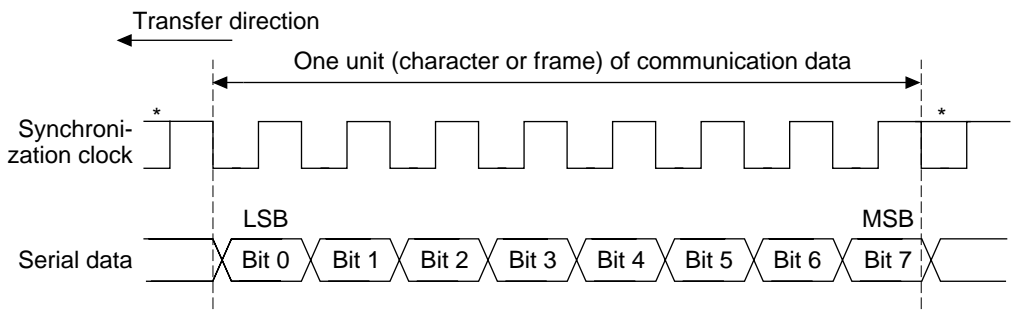 Transfer direction
One unit (character or frame) of communication data
* *
Synchroni-
zation clock
LSB MSB
Serial data Bit 0 Bit 1 Bit 2 Bit 3 Bit 4 Bit 5 Bit 6 Bit 7